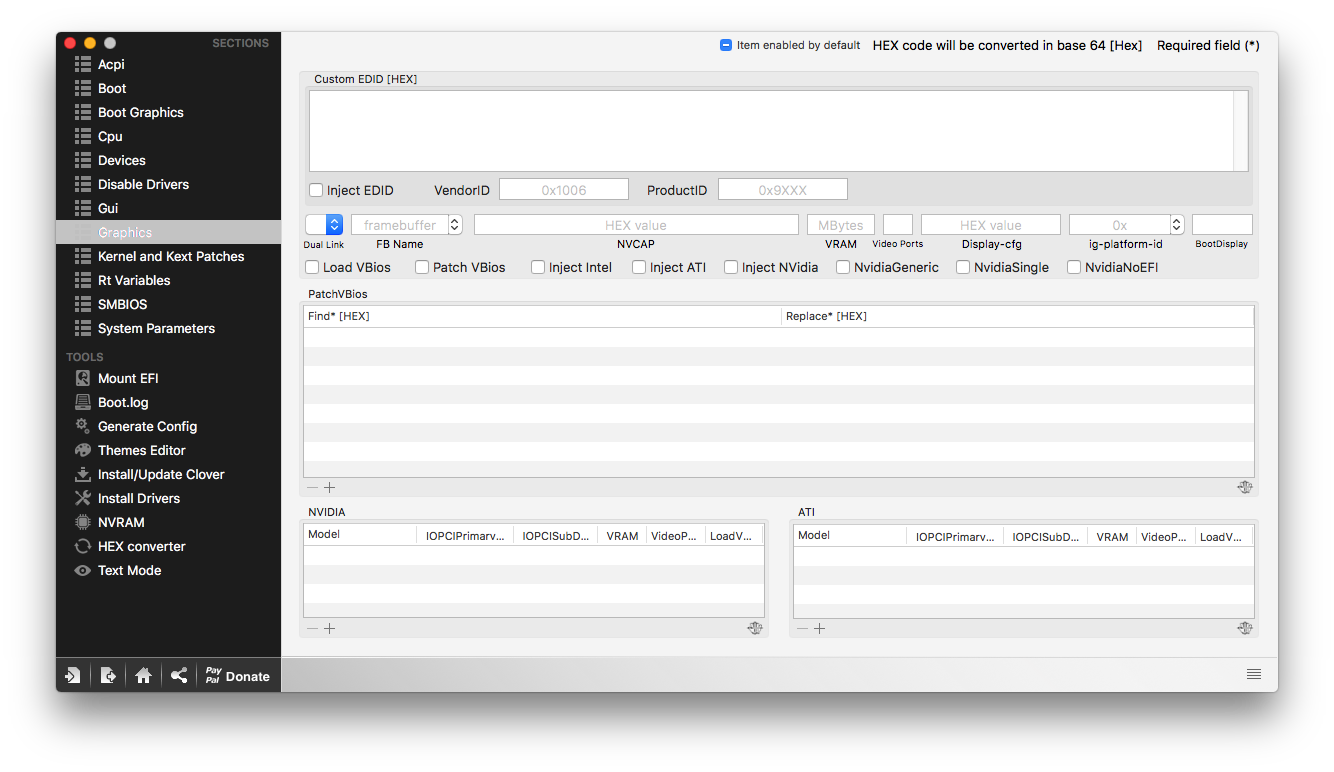 SECTIONS
Acpi
Boot
Boot Graphics
Cpu
Devices
Disable Drivers
Gui
Graphics
Kernel and Kext Patches
Rt Variables
SMBIOS
System Parameters
TOOLS
Mount EFI
Boot.log
Generate Config
Themes Editor
Install/Update Clover
Install Drivers
NVRAM
HEX converter
Text Mode
Pay
Pal
Donate
Item enabled by default HEX code will be converted in base 64 [Hex] Required field (*)
Custom EDID [HEX]
Inject EDID VendorID 0x1006 ProductID 0x9XXX
framebuffer HEX value MBytes HEX value 0x
Dual Link FB Name NVCAP VRAM Video Ports Display-cfg ig-platform-id BootDisplay
Load VBios Patch VBios Inject Intel Inject ATI Inject NVidia NvidiaGeneric NvidiaSingle NvidiaNoEFI
PatchVBios
Find* [HEX] Replace* [HEX]
NVIDIA
Model IOPCIPrimarv... IOPCISubD... VRAM VideoP... LoadV...
ATI
Model IOPCIPrimarv... IOPCISubD... VRAM VideoP... LoadV...